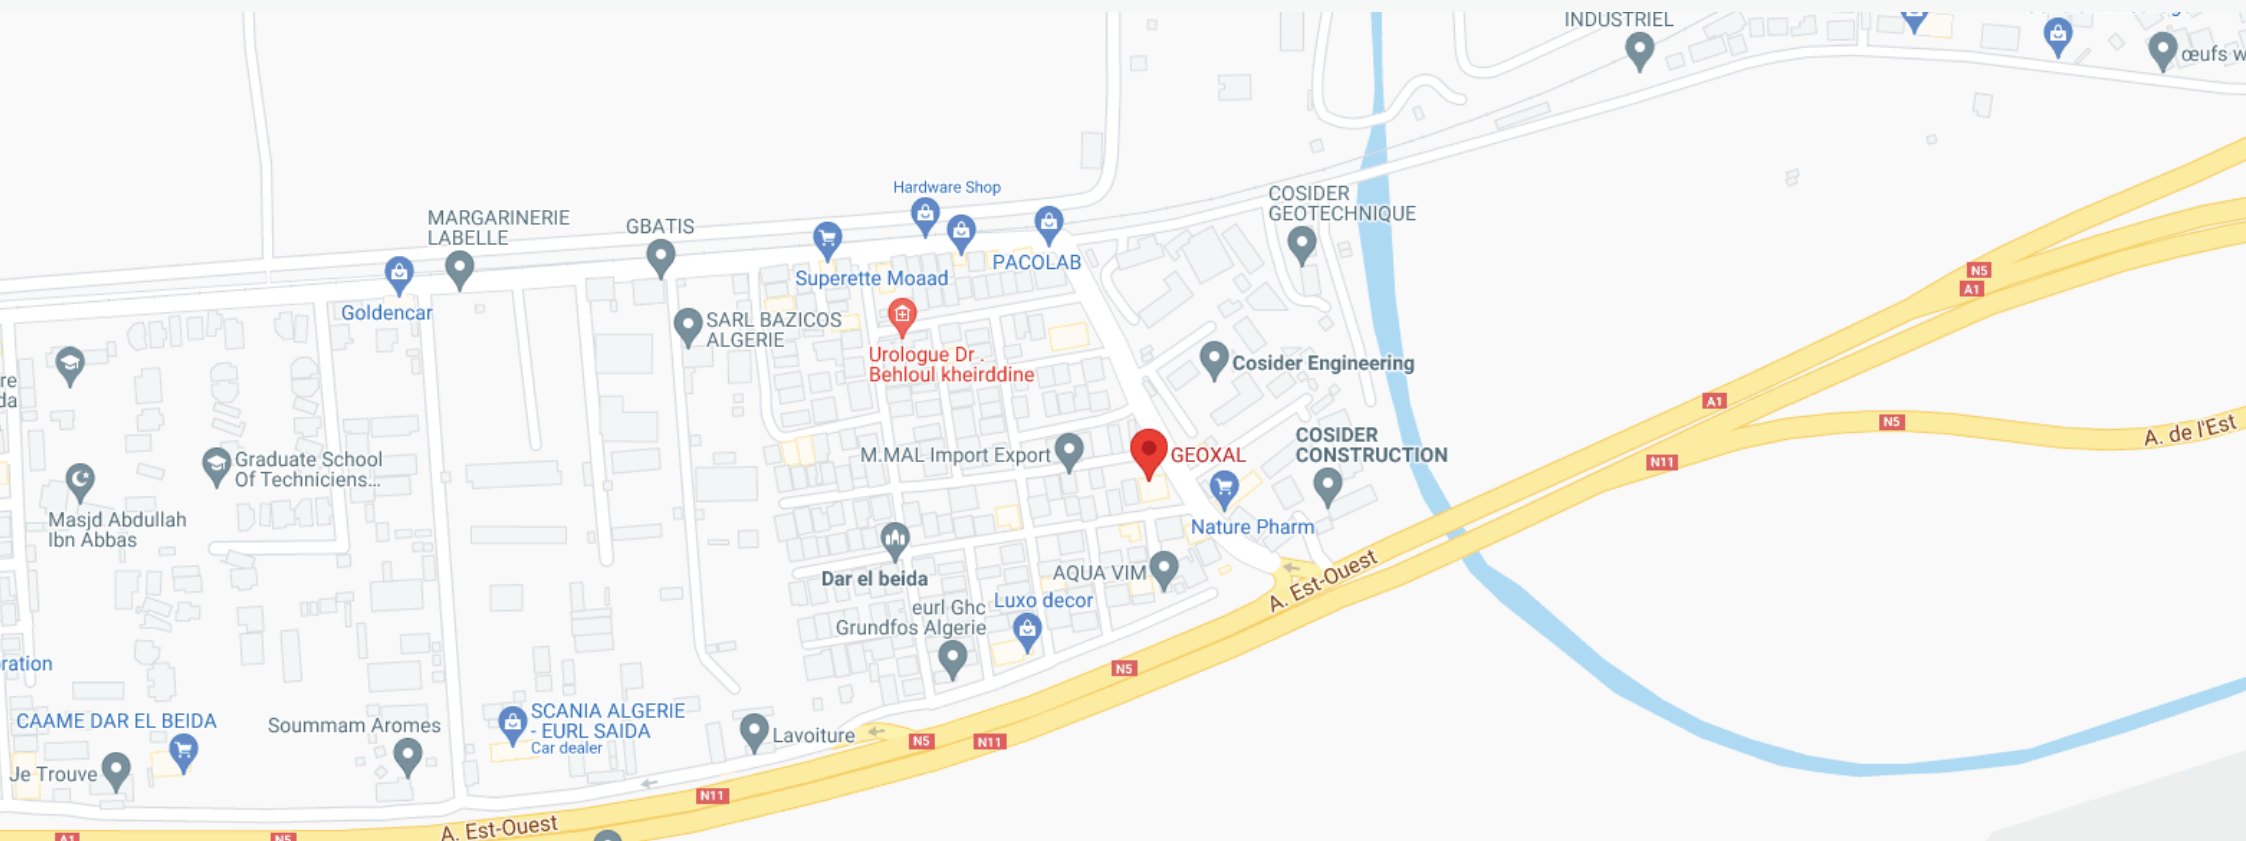 INDUSTRIEL
œufs w
Hardware Shop
COSIDER
GEOTECHNIQUE
MARGARINERIE
LABELLE
GBATIS
PACOLAB
Superette Moaad
N5
A1
Goldencar
SARL BAZICOS
ALGERIE
Urologue Dr .
Behloul kheirddine
Cosider Engineering
re
da
A1
N5
A. de l'Est
COSIDER
CONSTRUCTION
M.MAL Import Export
GEOXAL
N11
Graduate School
Of Techniciens...
Masjd Abdullah
Ibn Abbas
Nature Pharm
Dar el beida
AQUA VIM
A. Est-Ouest
eurl Ghc
Grundfos Algerie
Luxo decor
ration
N5
CAAME DAR EL BEIDA
Soummam Aromes
SCANIA ALGERIE
- EURL SAIDA
Car dealer
Lavoiture
N5
N11
Je Trouve
N11
A. Est-Ouest
A1
N5